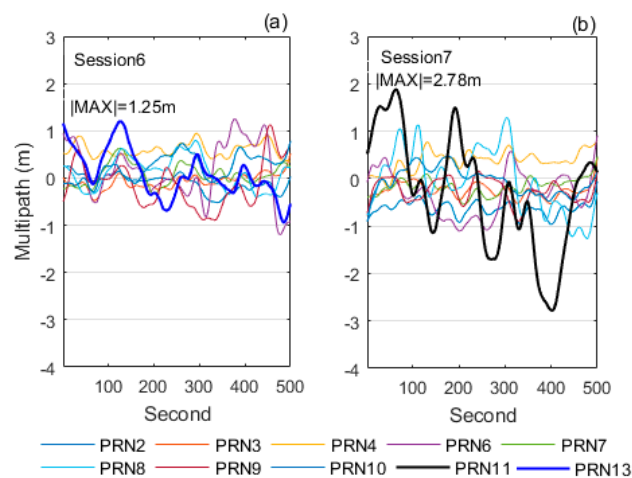 (a)
(b)
Session6
|MAX|=1.25m
Session7
|MAX|=2.78m
Multipath (m)
3
2
1
0
-1
-2
-3
-4
3
2
1
0
-1
-2
-3
-4
100 200 300 400 500
100 200 300 400 500
Second
Second
PRN2 PRN3 PRN4 PRN6 PRN7
PRN8 PRN9 PRN10 PRN11 PRN13